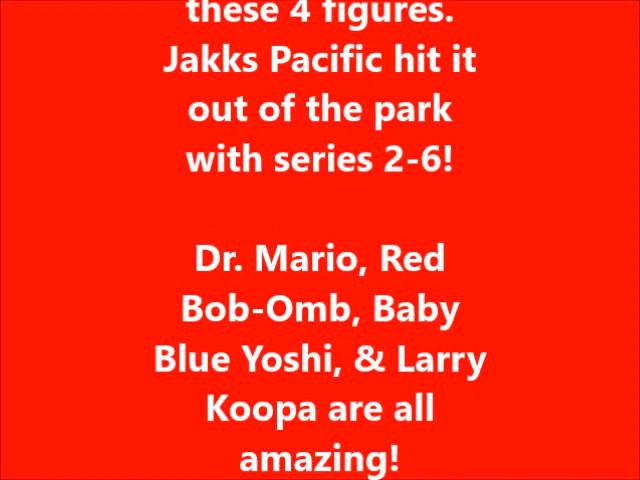 these 4 figures.
Jakks Pacific hit it
out of the park
with series 2-6!
Dr. Mario, Red
Bob-Omb, Baby
Blue Yoshi, & Larry
Koopa are all
amazing!